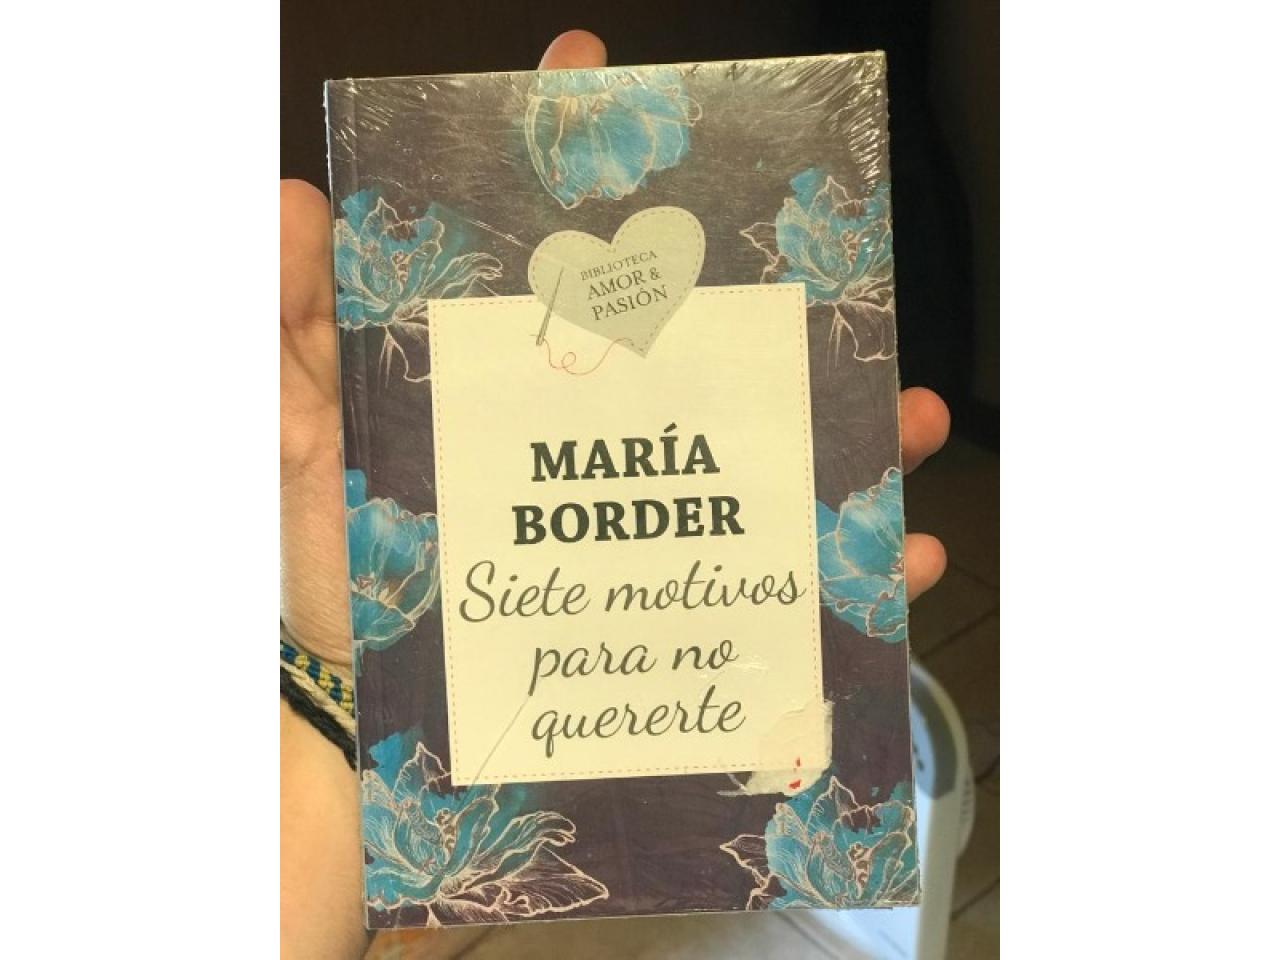 BIBLIOTECA
AMOR &
PASIÓN
MARÍA
BORDER
Siete motivos
para no
quererte